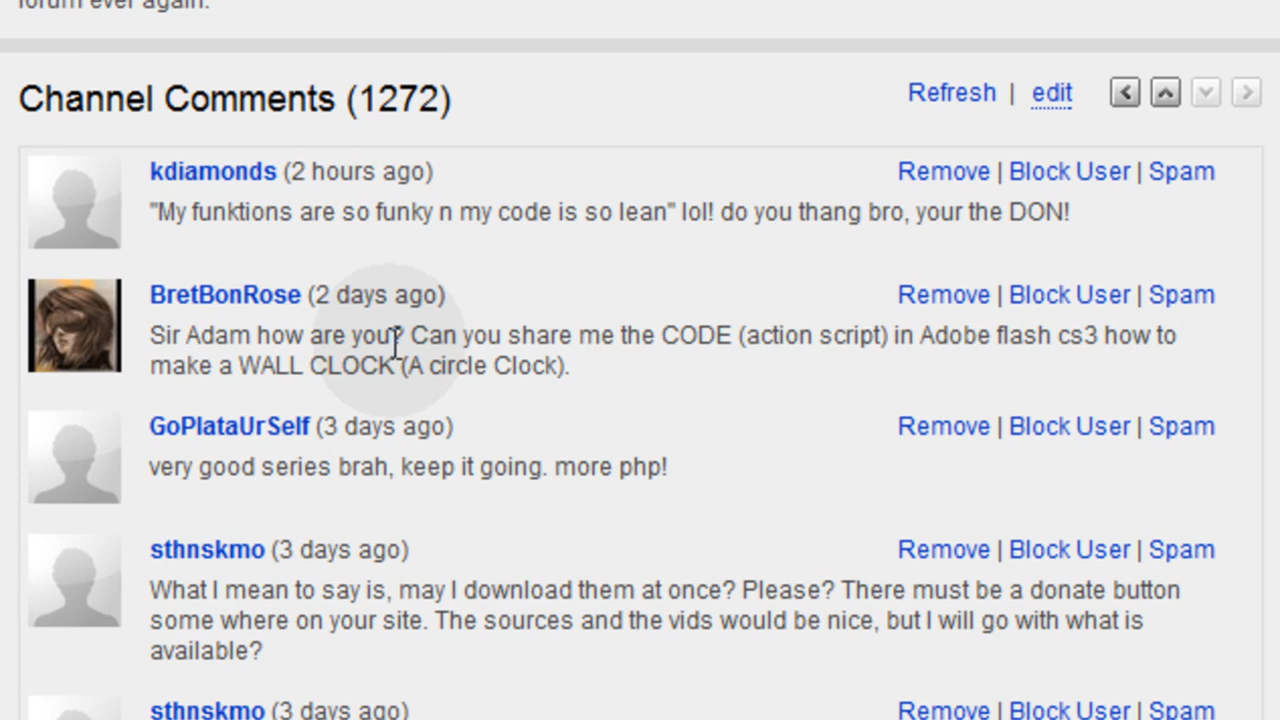 forum ever again.
Channel Comments (1272)
Refresh | edit
kdiamonds (2 hours ago)
Remove | Block User | Spam
"My funktions are so funky n my code is so lean" lol! do you thang bro, your the DON!
BretBonRose (2 days ago)
Remove | Block User | Spam
Sir Adam how are you? Can you share me the CODE (action script) in Adobe flash cs3 how to
make a WALL CLOCK (A circle Clock).
GoPlataUrSelf (3 days ago)
Remove | Block User | Spam
very good series brah, keep it going. more php!
sthnskmo (3 days ago)
Remove | Block User | Spam
What I mean to say is, may I download them at once? Please? There must be a donate button
some where on your site. The sources and the vids would be nice, but I will go with what is
available?
sthnskmo (3 days ago)
Remove | Block User | Spam